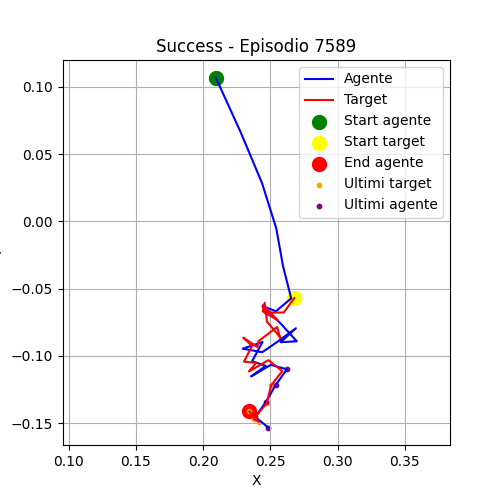 Success - Episodio 7589
Agente
Target
Start agente
Start target
End agente
Ultimi target
Ultimi agente
0.10
0.05
0.00
−0.05
−0.10
−0.15
0.10
0.15
0.20
0.25
0.30
0.35
X